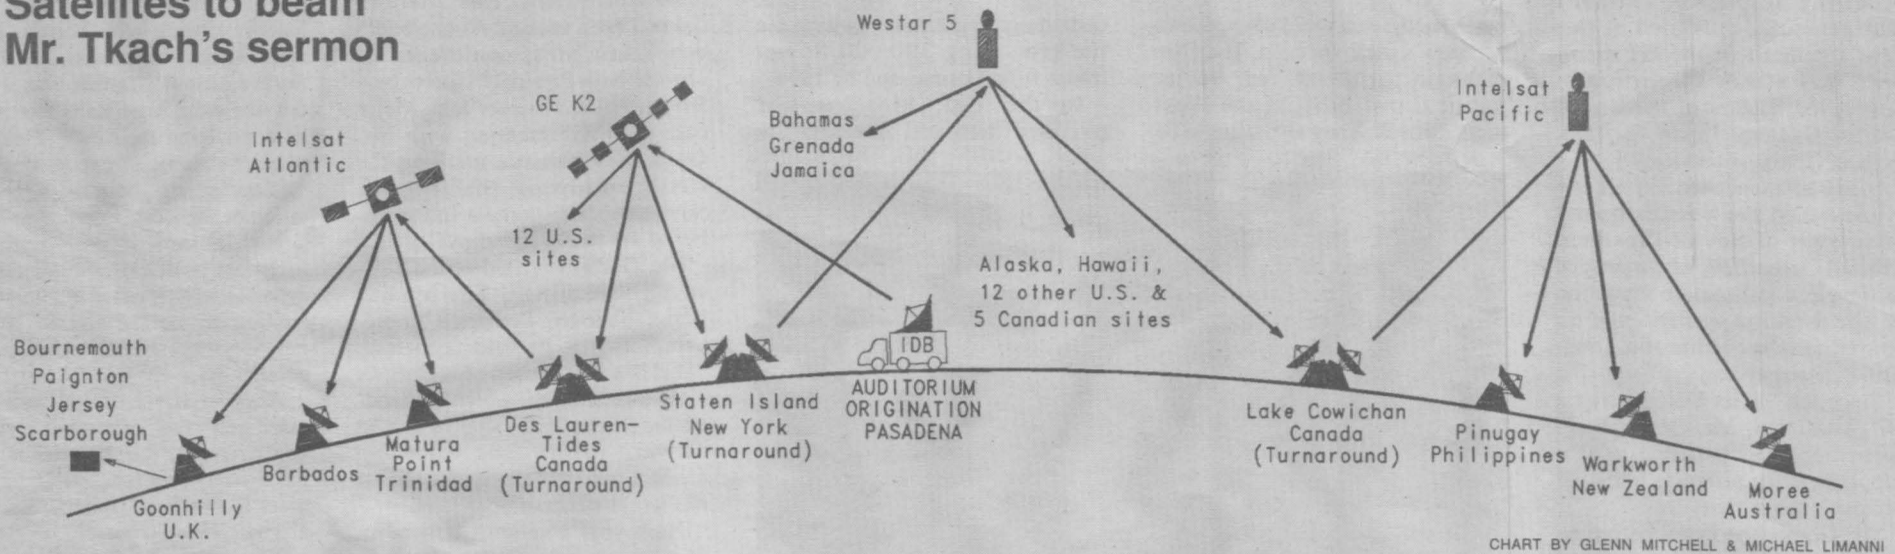 Satellites to beam
Mr. Tkach's sermon
Westar 5
GE K2
Intelsat
Atlantic
Bahamas
Grenada
Jamaica
Intelsat
Pacific
12 U.S.
sites
Alaska, Hawaii,
12 other U.S. &
5 Canadian sites
IDB
Bournemouth
Paignton
Jersey
Scarborough
Goonhilly
U.K.
Barbados
Matura
Point
Trinidad
Des Lauren-
Tides
Canada
(Turnaround)
Staten Island
New York
(Turnaround)
AUDITORIUM
ORIGINATION
PASADENA
Lake Cowichan
Canada
(Turnaround)
Pinugay
Philippines
Warkworth
New Zealand
Moree
Australia
CHART BY GLENN MITCHELL & MICHAEL LIMANNI